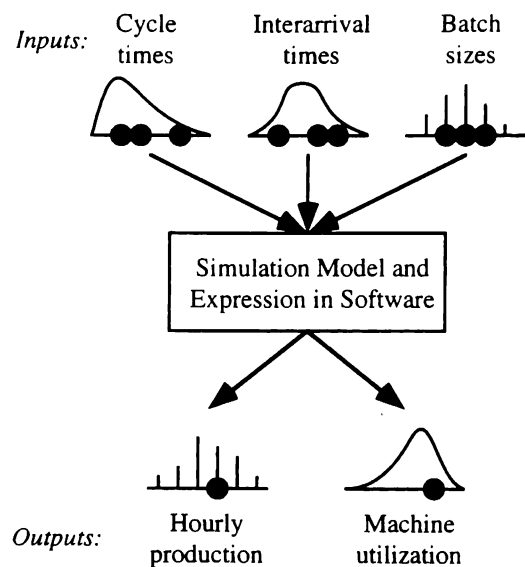 Inputs:
Cycle
times
Interarrival
times
Batch
sizes
Simulation Model and
Expression in Software
Outputs:
Hourly
production
Machine
utilization